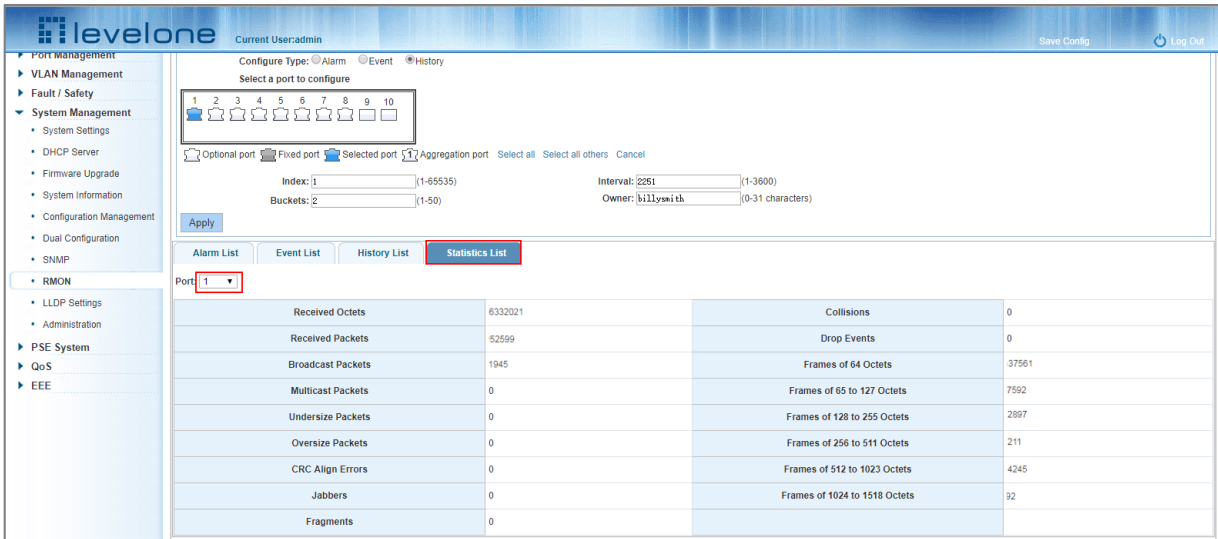 levelone
Current User:admin
Save Config
Log Out
Port Management
VLAN Management
Fault / Safety
System Management
System Settings
DHCP Server
Firmware Upgrade
System Information
Configuration Management
Dual Configuration
SNMP
RMON
LLDP Settings
Administration
PSE System
QoS
EEE
Configure Type: Alarm Event History
Select a port to configure
1 2 3 4 5 6 7 8 9 10
Optional port Fixed port Selected port 1 Aggregation port Select all Select all others Cancel
Index: 1 (1-65535) Interval: 2251 (1-3600)
Buckets: 2 (1-50) Owner: billysmith (0-31 characters)
Apply
Alarm List Event List History List Statistics List
Port: 1
Received Octets 6332021 Collisions 0
Received Packets 52599 Drop Events 0
Broadcast Packets 1945 Frames of 64 Octets 37561
Multicast Packets 0 Frames of 65 to 127 Octets 7592
Undersize Packets 0 Frames of 128 to 255 Octets 2897
Oversize Packets 0 Frames of 256 to 511 Octets 211
CRC Align Errors 0 Frames of 512 to 1023 Octets 4245
Jabbers 0 Frames of 1024 to 1518 Octets 92
Fragments 0